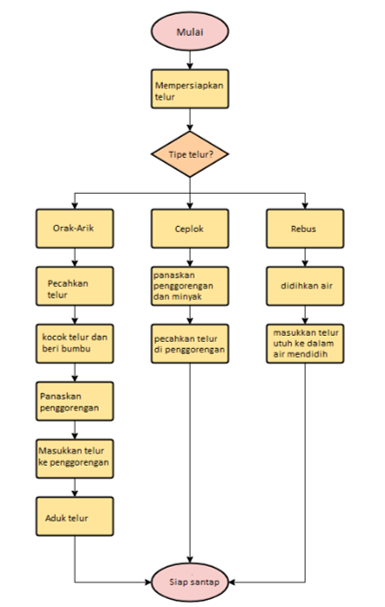 Mulai
Mempersiapkan
telur
Tipe telur?
Orak-Arik
Pecahkan
telur
kocok telur dan
beri bumbu
Panaskan
penggorengan
Masukkan telur
ke penggorengan
Aduk telur
Ceplok
panaskan
penggorengan
dan minyak
pecahkan telur
di penggorengan
Rebus
didihkan air
masukkan telur
utuh ke dalam
air mendidih
Siap santap